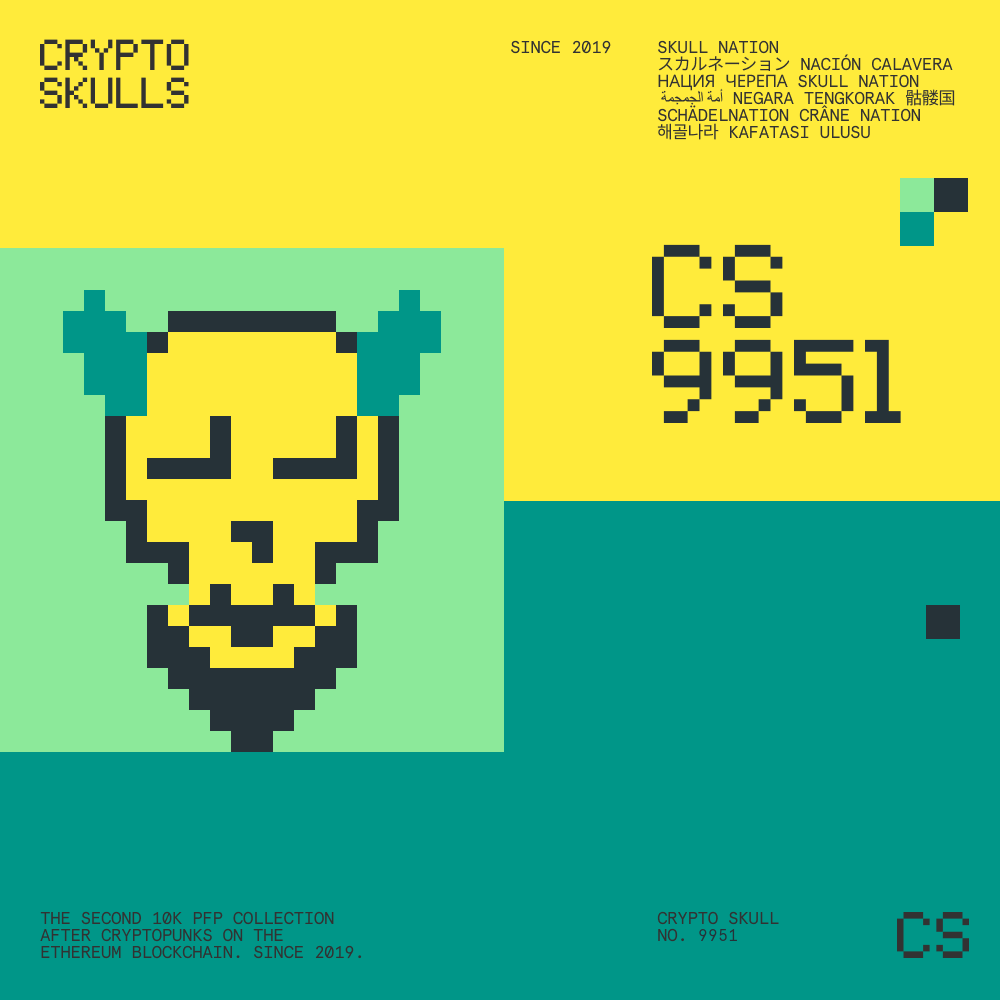 CRYPTO
SKULLS
SINCE 2019
SKULL NATION
スカルネーション NACIÓN CALAVERA
НАЦИЯ ЧЕРЕПА SKULL NATION
أمة الجمجمة NEGARA TENGKORAK 骷髅国
SCHÄDELNATION CRÂNE NATION
해골나라 KAFATASI ULUSU
CS
9951
THE SECOND 10K PFP COLLECTION
AFTER CRYPTOPUNKS ON THE
ETHEREUM BLOCKCHAIN. SINCE 2019.
CRYPTO SKULL
NO. 9951
CS